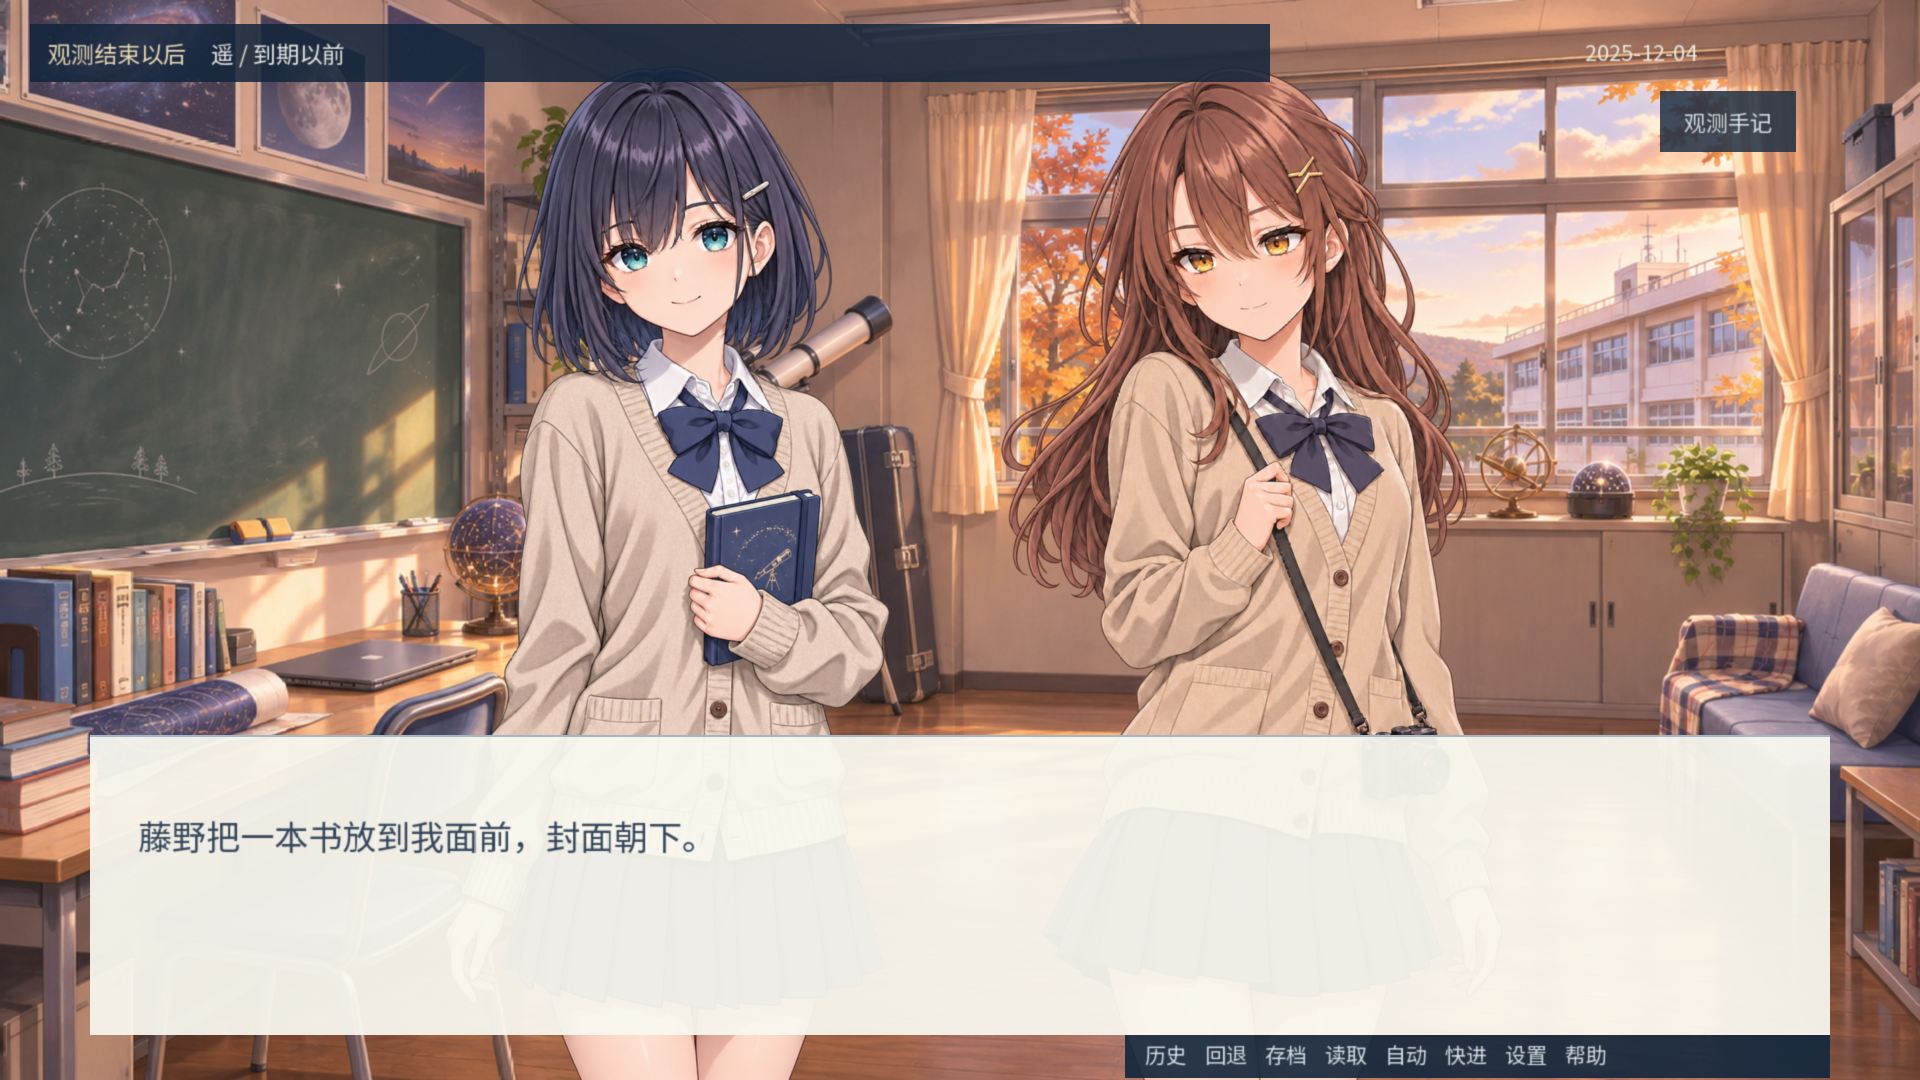 观测结束以后 遥 / 到期以前
2025-12-04
观测手记
藤野把一本书放到我面前，封面朝下。
历史 回退 存档 读取 自动 快进 设置 帮助